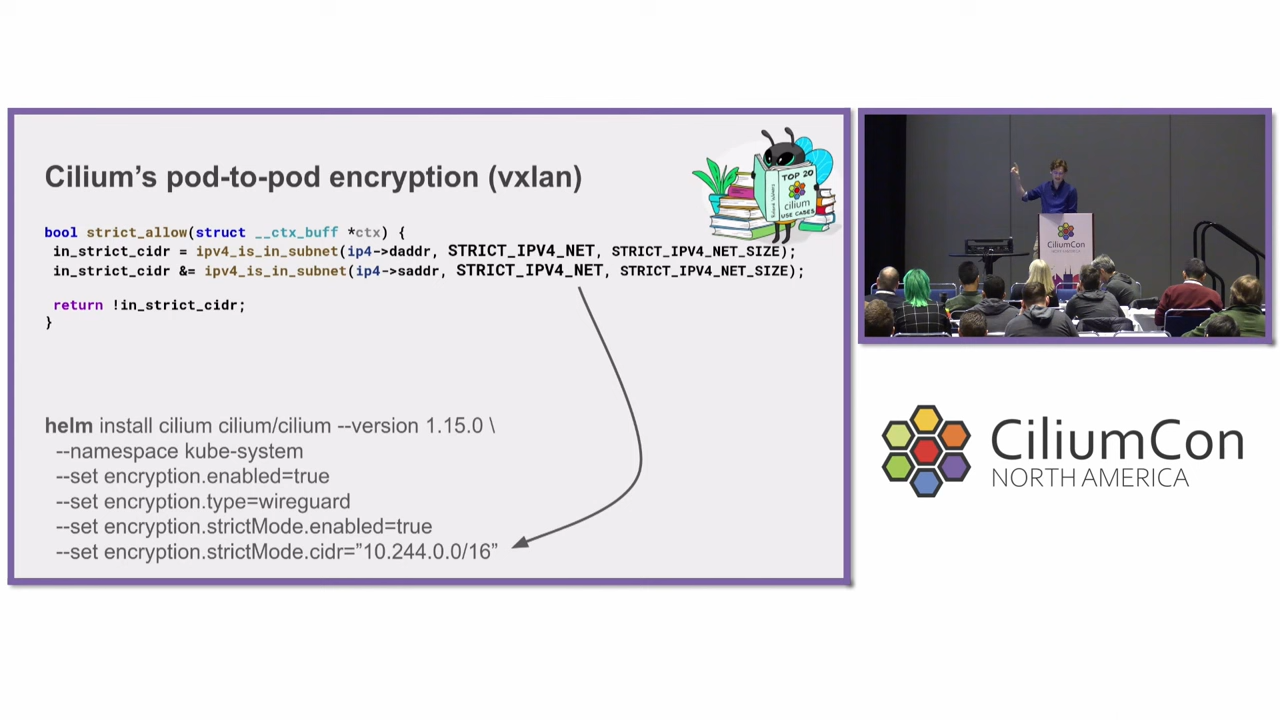 Cilium's pod-to-pod encryption (vxlan)
TOP 20
cilium
USE CASES
bool strict_allow(struct __ctx_buff *ctx) {
in_strict_cidr = ipv4_is_in_subnet(ip4->daddr, STRICT_IPV4_NET, STRICT_IPV4_NET_SIZE);
in_strict_cidr &= ipv4_is_in_subnet(ip4->saddr, STRICT_IPV4_NET, STRICT_IPV4_NET_SIZE);
return !in_strict_cidr;
}
helm install cilium cilium/cilium --version 1.15.0 \
--namespace kube-system
--set encryption.enabled=true
--set encryption.type=wireguard
--set encryption.strictMode.enabled=true
--set encryption.strictMode.cidr=”10.244.0.0/16”
CiliumCon
CiliumCon
NORTH AMERICA